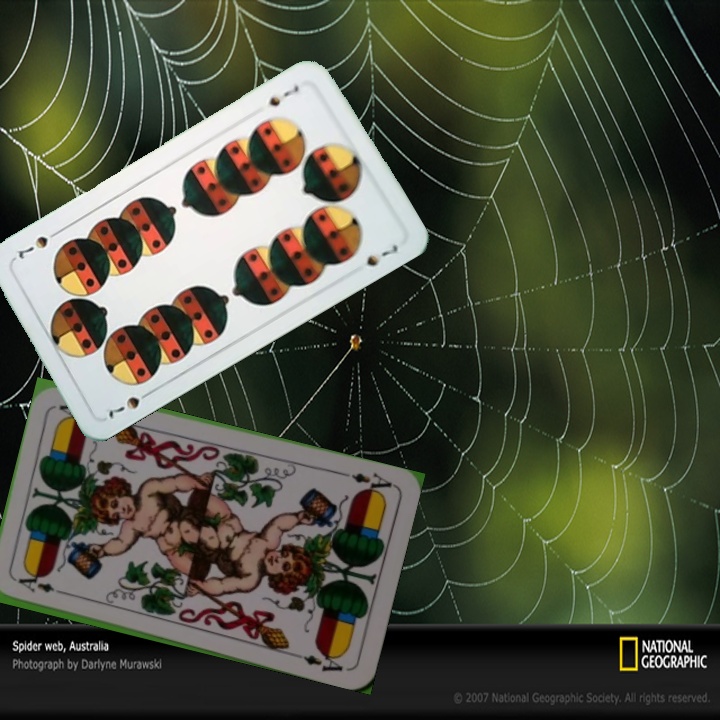 Spider web, Australia
Photograph by Darlyne Murawski
NATIONAL
GEOGRAPHIC
© 2007 National Geographic Society. All rights reserved.